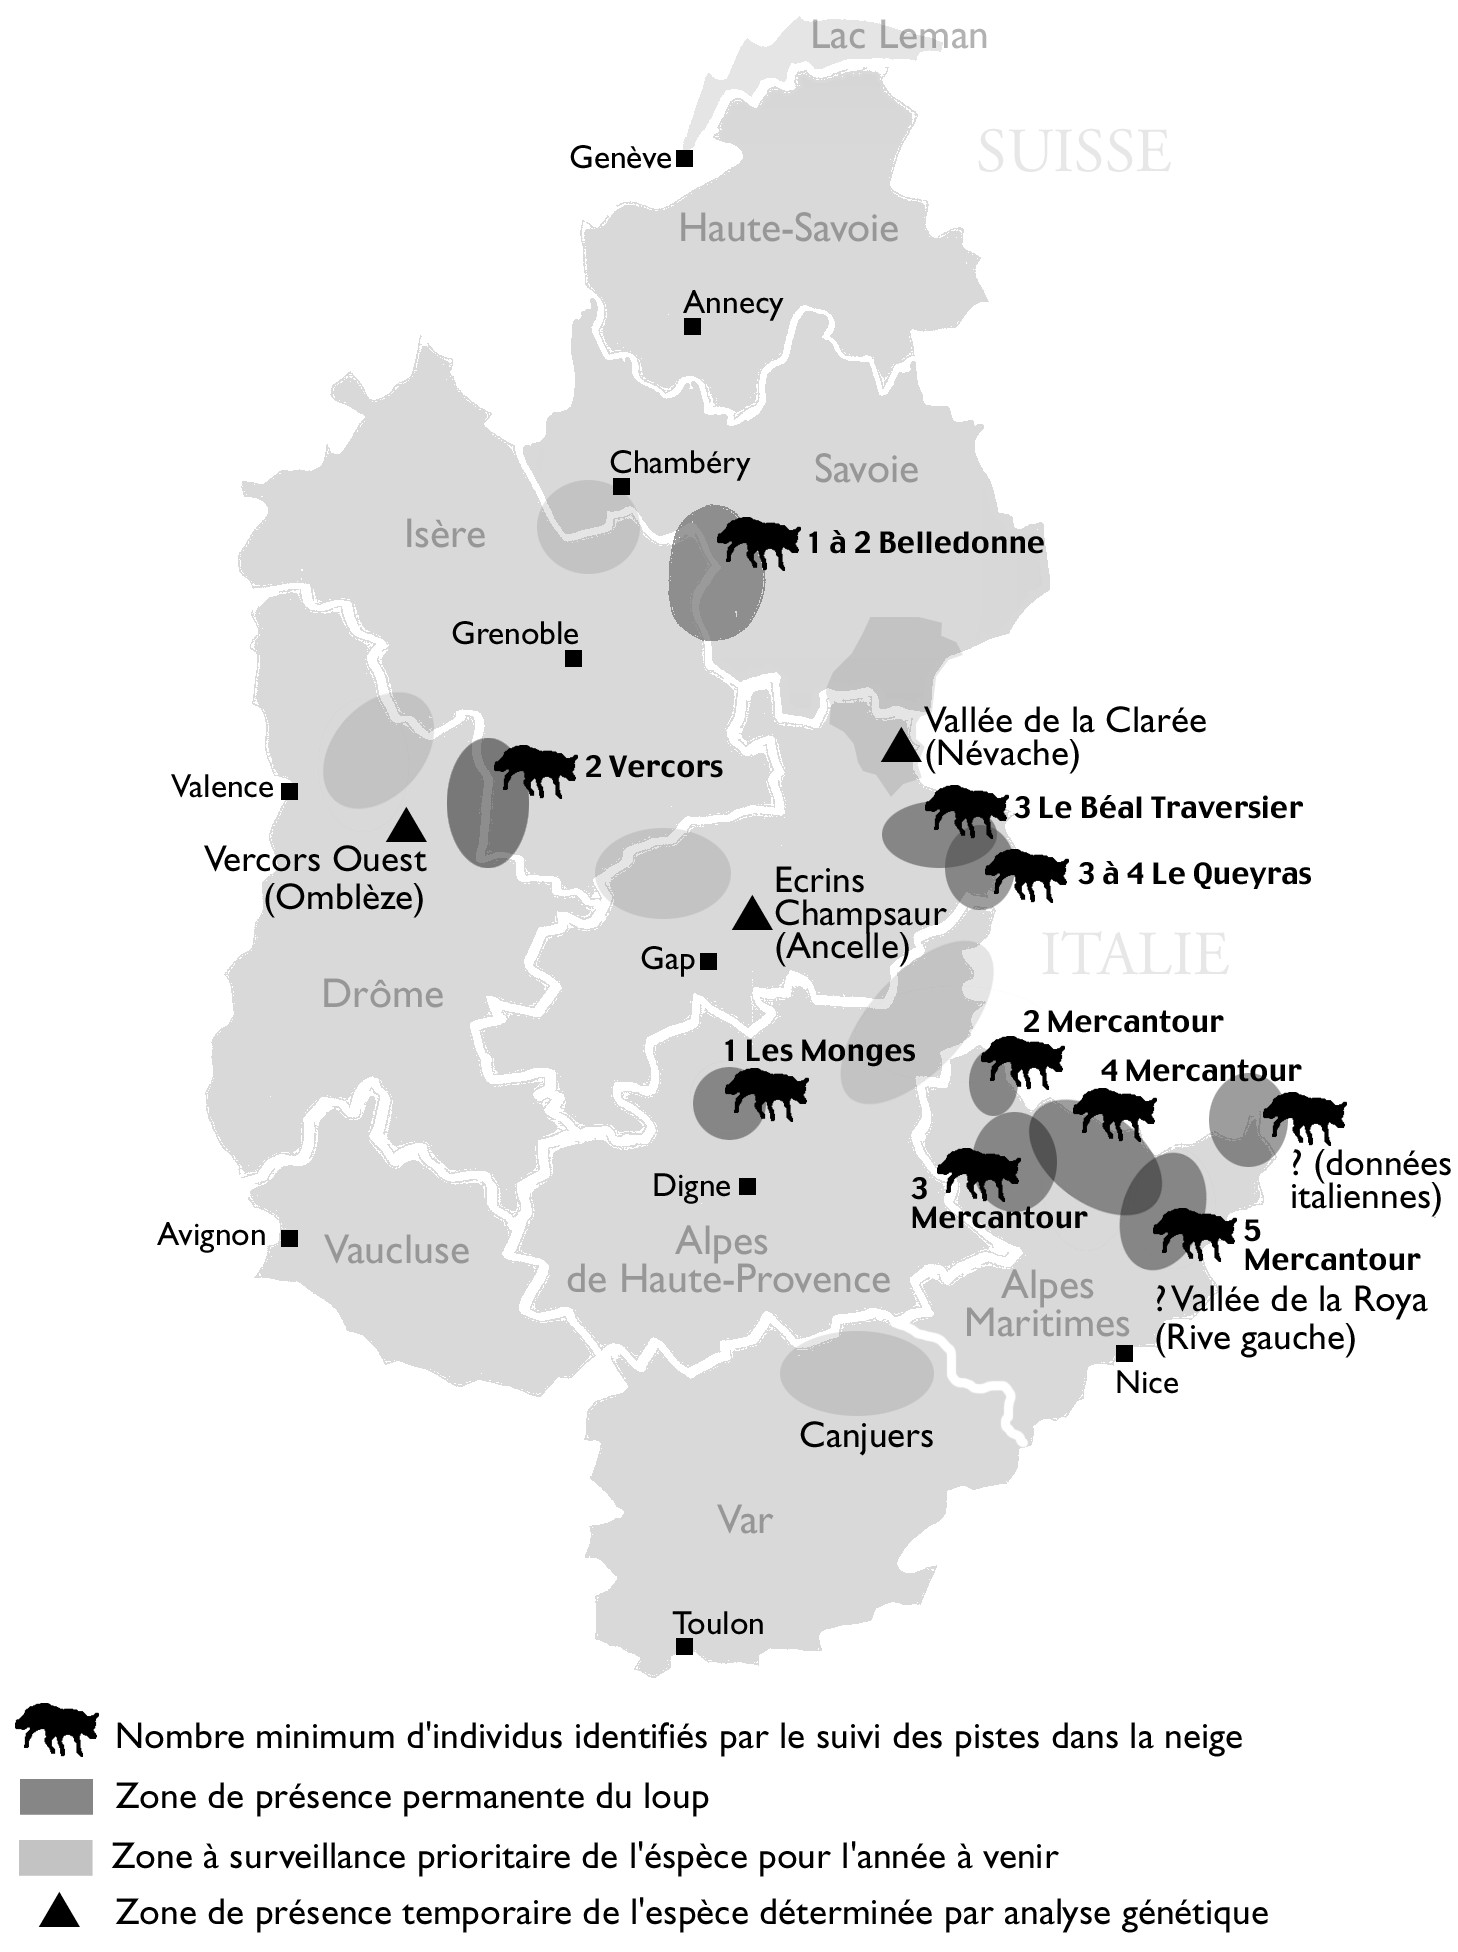 Lac Leman
SUISSE
Genève
Haute-Savoie
Annecy
Chambéry
Savoie
Isère
1 à 2 Belledonne
Grenoble
Vallée de la Clarée
(Névache)
2 Vercors
Valence
3 Le Béal Traversier
Vercors Ouest
(Omblèze)
3 à 4 Le Queyras
Ecrins
Champsaur
(Ancelle)
ITALIE
Gap
Drôme
2 Mercantour
1 Les Monges
4 Mercantour
? (données
italiennes)
Digne
3
Mercantour
5
Mercantour
Avignon
Vaucluse
Alpes
de Haute-Provence
Alpes
Maritimes
? Vallée de la Roya
(Rive gauche)
Nice
Canjuers
Var
Toulon
Nombre minimum d'individus identifiés par le suivi des pistes dans la neige
Zone de présence permanente du loup
Zone à surveillance prioritaire de l'éspèce pour l'année à venir
Zone de présence temporaire de l'espèce déterminée par analyse génétique